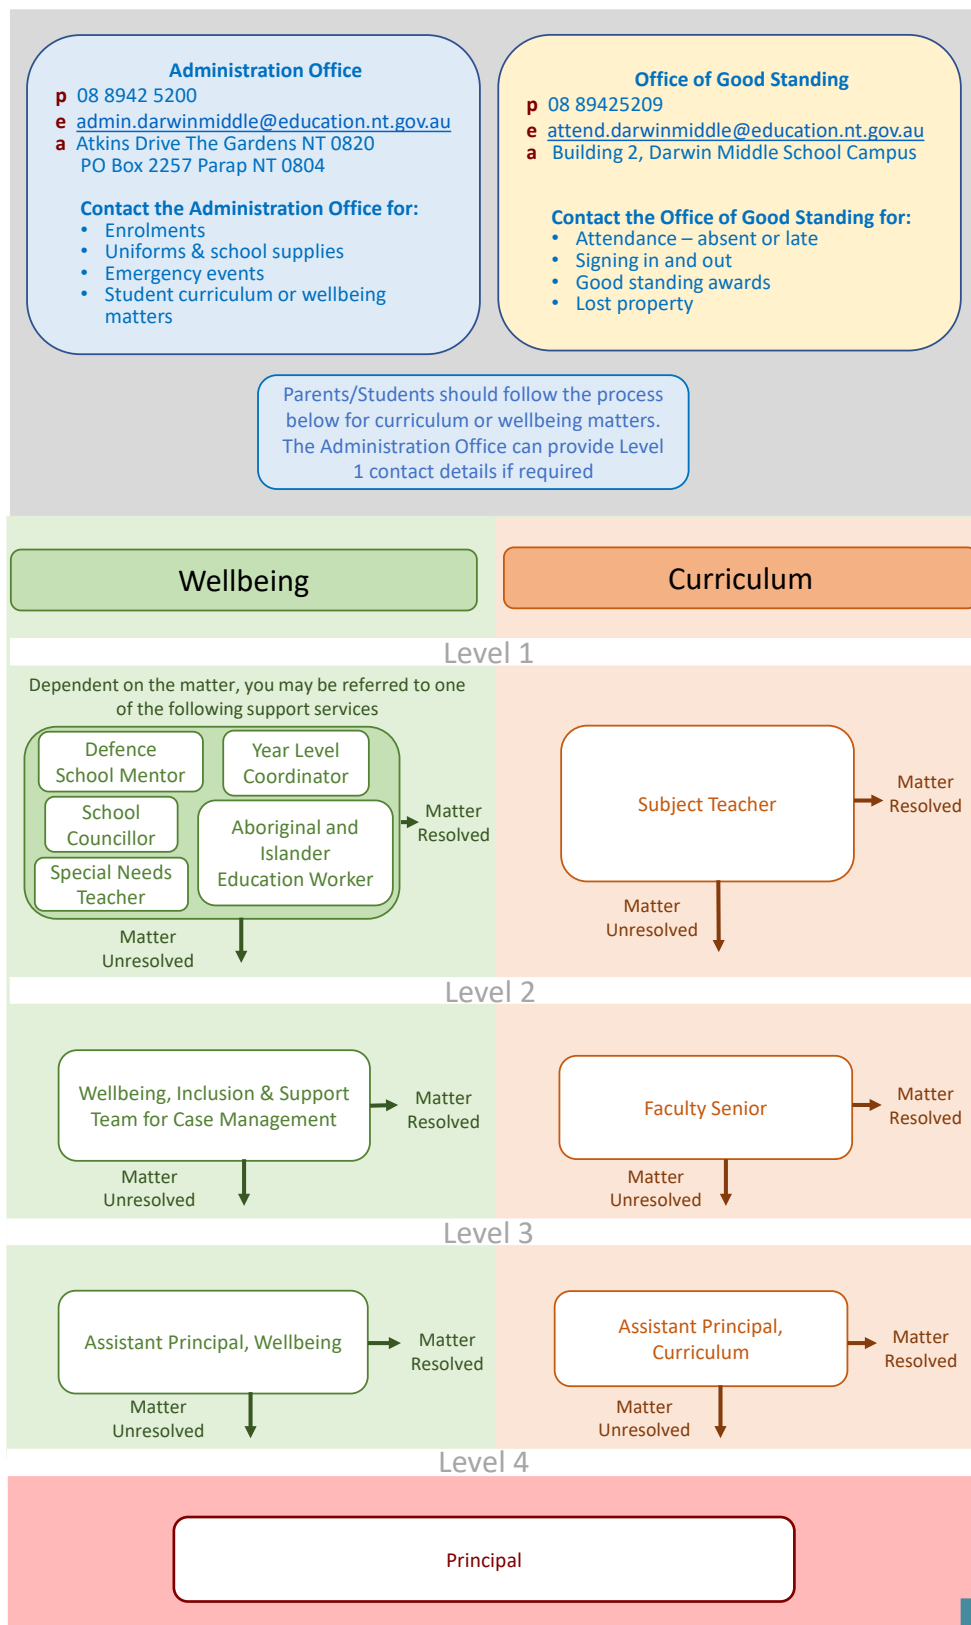 Administration Office
p 08 8942 5200
e admin.darwinmiddle@education.nt.gov.au
a Atkins Drive The Gardens NT 0820
PO Box 2257 Parap NT 0804
Contact the Administration Office for:
• Enrolments
• Uniforms & school supplies
• Emergency events
• Student curriculum or wellbeing
matters
Office of Good Standing
p 08 89425209
e attend.darwinmiddle@education.nt.gov.au
a Building 2, Darwin Middle School Campus
Contact the Office of Good Standing for:
• Attendance – absent or late
• Signing in and out
• Good standing awards
• Lost property
Parents/Students should follow the process
below for curriculum or wellbeing matters.
The Administration Office can provide Level
1 contact details if required
Wellbeing
Curriculum
Level 1
Dependent on the matter, you may be referred to one
of the following support services
Defence
School Mentor
Year Level
Coordinator
School
Councillor
Aboriginal and
Islander
Education Worker
Special Needs
Teacher
Matter
Resolved
Matter
Unresolved
Subject Teacher
Matter
Resolved
Matter
Unresolved
Level 2
Wellbeing, Inclusion & Support
Team for Case Management
Matter
Resolved
Matter
Unresolved
Faculty Senior
Matter
Resolved
Matter
Unresolved
Level 3
Assistant Principal, Wellbeing
Matter
Resolved
Matter
Unresolved
Assistant Principal,
Curriculum
Matter
Resolved
Matter
Unresolved
Level 4
Principal